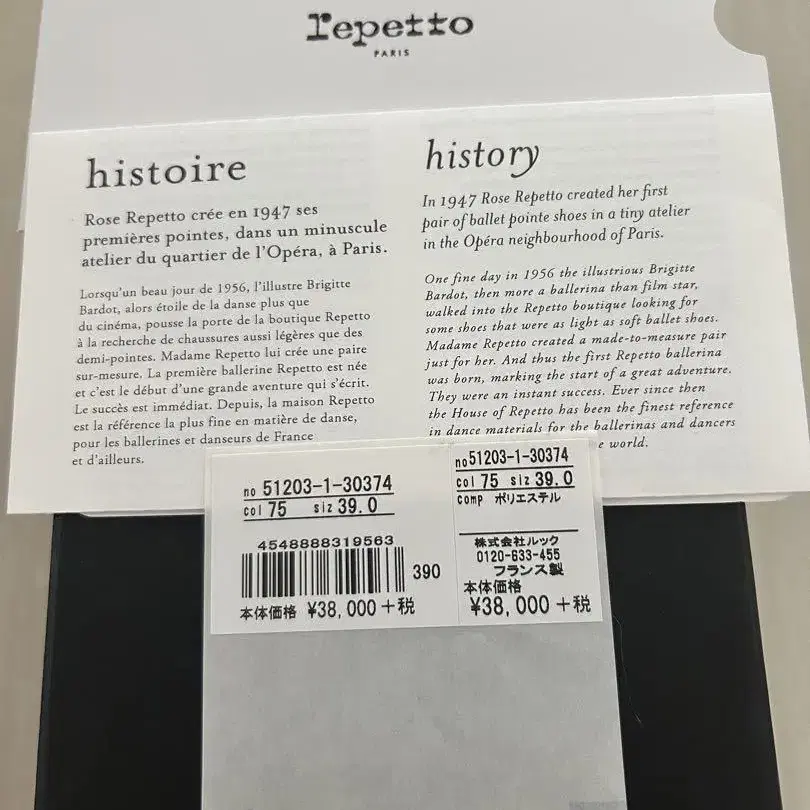 repetto
PARIS
histoire
Rose Repetto crée en 1947 ses
premières pointes, dans un minuscule
atelier du quartier de l'Opéra, à Paris.
Lorsqu'un beau jour de 1956, l'illustre Brigitte
Bardot, alors étoile de la danse plus que
du cinéma, pousse la porte de la boutique Repetto
à la recherche de chaussures aussi légères que des
demi-pointes. Madame Repetto lui crée une paire
sur-mesure. La première ballerine Repetto est née
et c'est le début d'une grande aventure qui s'écrit.
Le succès est immédiat. Depuis, la maison Repetto
est la référence la plus fine en matière de danse,
pour les ballerines et danseurs de France
et d'ailleurs.
history
In 1947 Rose Repetto created her first
pair of ballet pointe shoes in a tiny atelier
in the Opéra neighbourhood of Paris.
One fine day in 1956 the illustrious Brigitte
Bardot, then more a ballerina than film star,
walked into the Repetto boutique looking for
some shoes that were as light as soft ballet shoes.
Madame Repetto created a made-to-measure pair
just for her. And thus the first Repetto ballerina
was born, marking the start of a great adventure.
They were an instant success. Ever since then
the House of Repetto has been the finest reference
in dance materials for the ballerinas and dancers
e world.
no 51203-1-30374
col 75 siz 39.0
4548888319563
390
本体価格 ¥38,000+税
no 51203-1-30374
col 75 siz 39.0
comp ポリエステル
株式会社ルック
0120-633-455
フランス製
本体価格
¥38,000+税